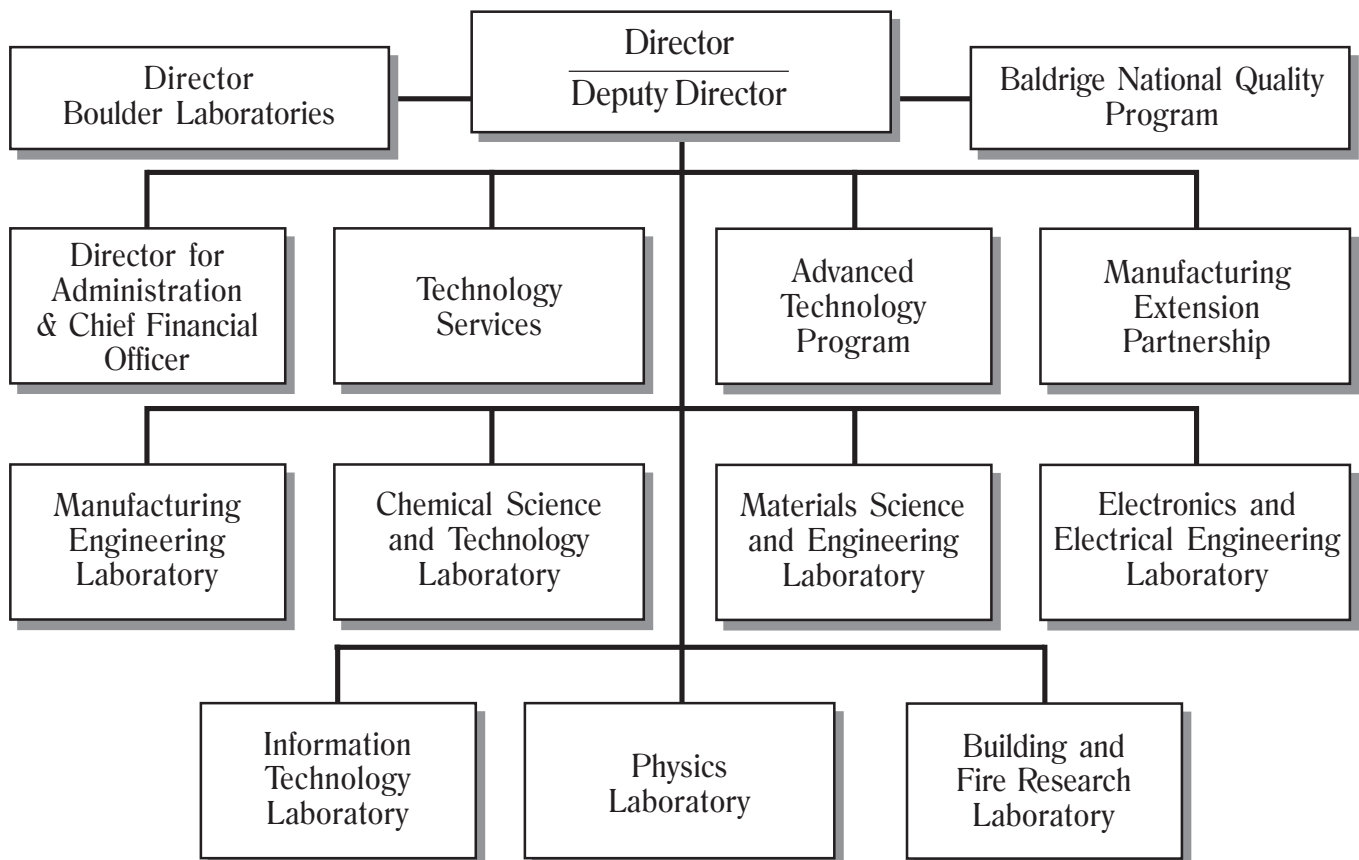 Director
Deputy Director
Director
Boulder Laboratories
Baldrige National Quality
Program
Director for
Administration
& Chief Financial
Officer
Technology
Services
Advanced
Technology
Program
Manufacturing
Extension
Partnership
Manufacturing
Engineering
Laboratory
Chemical Science
and Technology
Laboratory
Materials Science
and Engineering
Laboratory
Electronics and
Electrical Engineering
Laboratory
Information
Technology
Laboratory
Physics
Laboratory
Building and
Fire Research
Laboratory